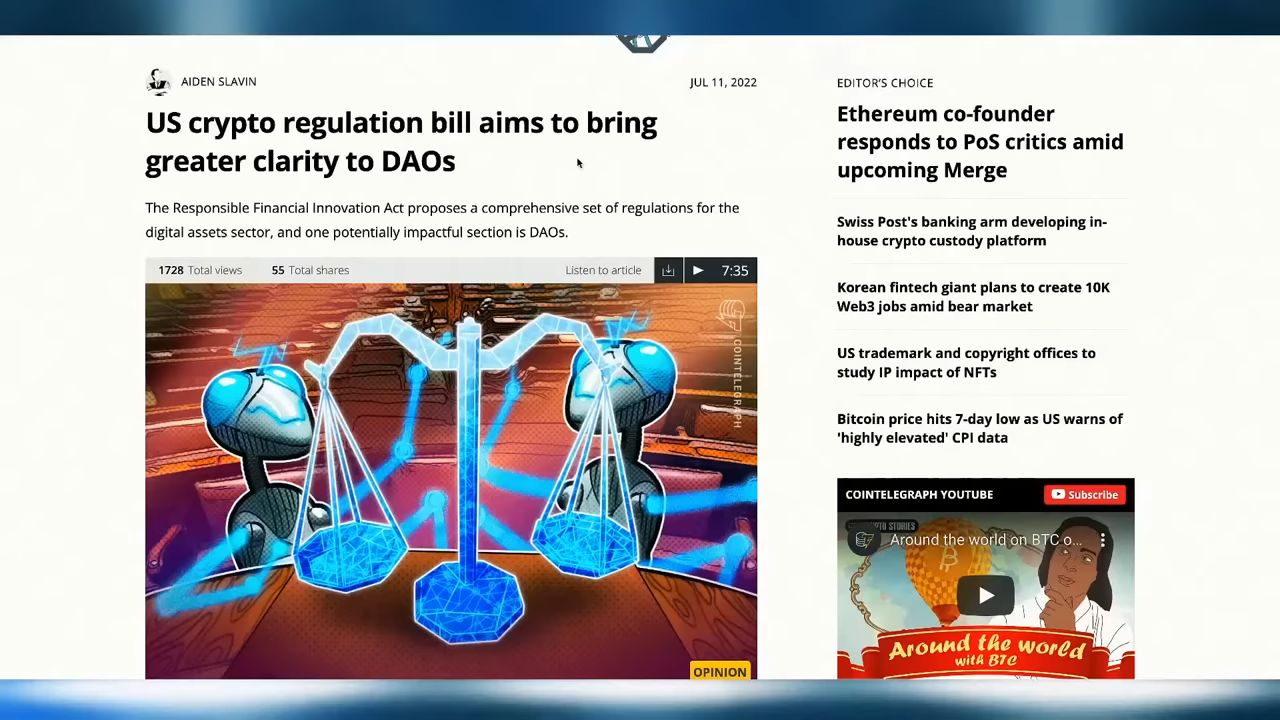 AIDEN SLAVIN
JUL 11, 2022
US crypto regulation bill aims to bring
greater clarity to DAOs
The Responsible Financial Innovation Act proposes a comprehensive set of regulations for the
digital assets sector, and one potentially impactful section is DAOs.
1728 Total views
55 Total shares
Listen to article
7:35
COINTELEGRAPH
OPINION
EDITOR'S CHOICE
Ethereum co-founder
responds to PoS critics amid
upcoming Merge
Swiss Post's banking arm developing in-
house crypto custody platform
Korean fintech giant plans to create 10K
Web3 jobs amid bear market
US trademark and copyright offices to
study IP impact of NFTs
Bitcoin price hits 7-day low as US warns of
'highly elevated' CPI data
COINTELEGRAPH YOUTUBE
Subscribe
Around the world on BTC o...
Around the world
with BTC